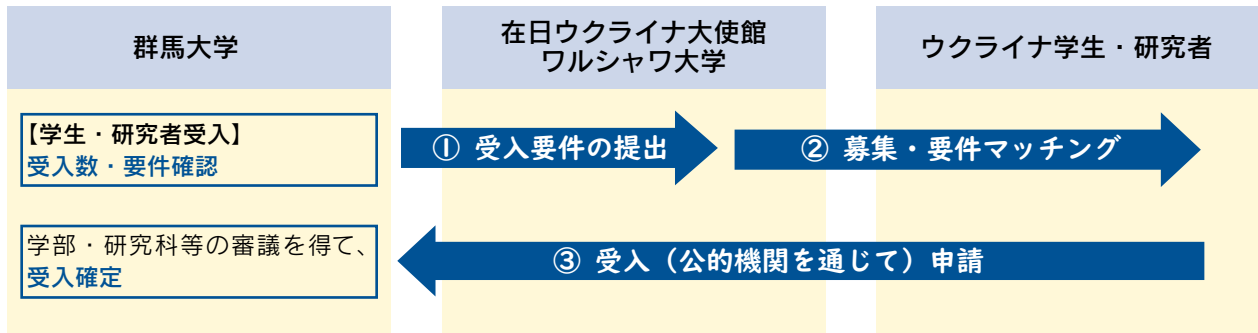 群馬大学
在日ウクライナ大使館
ワルシャワ大学
ウクライナ学生・研究者
【学生・研究者受入】
受入数・要件確認
① 受入要件の提出
② 募集・要件マッチング
学部・研究科等の審議を得て、
受入確定
③ 受入（公的機関を通じて）申請